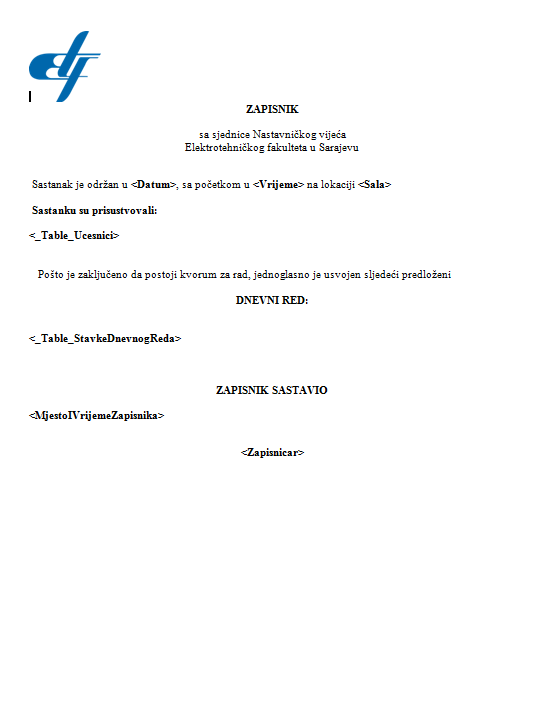 ZAPISNIK
sa sjednice Nastavničkog vijeća
Elektrotehničkog fakulteta u Sarajevu
Sastanak je održan u <Datum>, sa početkom u <Vrijeme> na lokaciji <Sala>
Sastanku su prisustvovali:
<_Table_Ucesnici>
Pošto je zaključeno da postoji kvorum za rad, jednoglasno je usvojen sljedeći predloženi
DNEVNI RED:
<_Table_StavkeDnevnogReda>
ZAPISNIK SASTAVIO
<MjestoIVrijemeZapisnika>
<Zapisnicar>